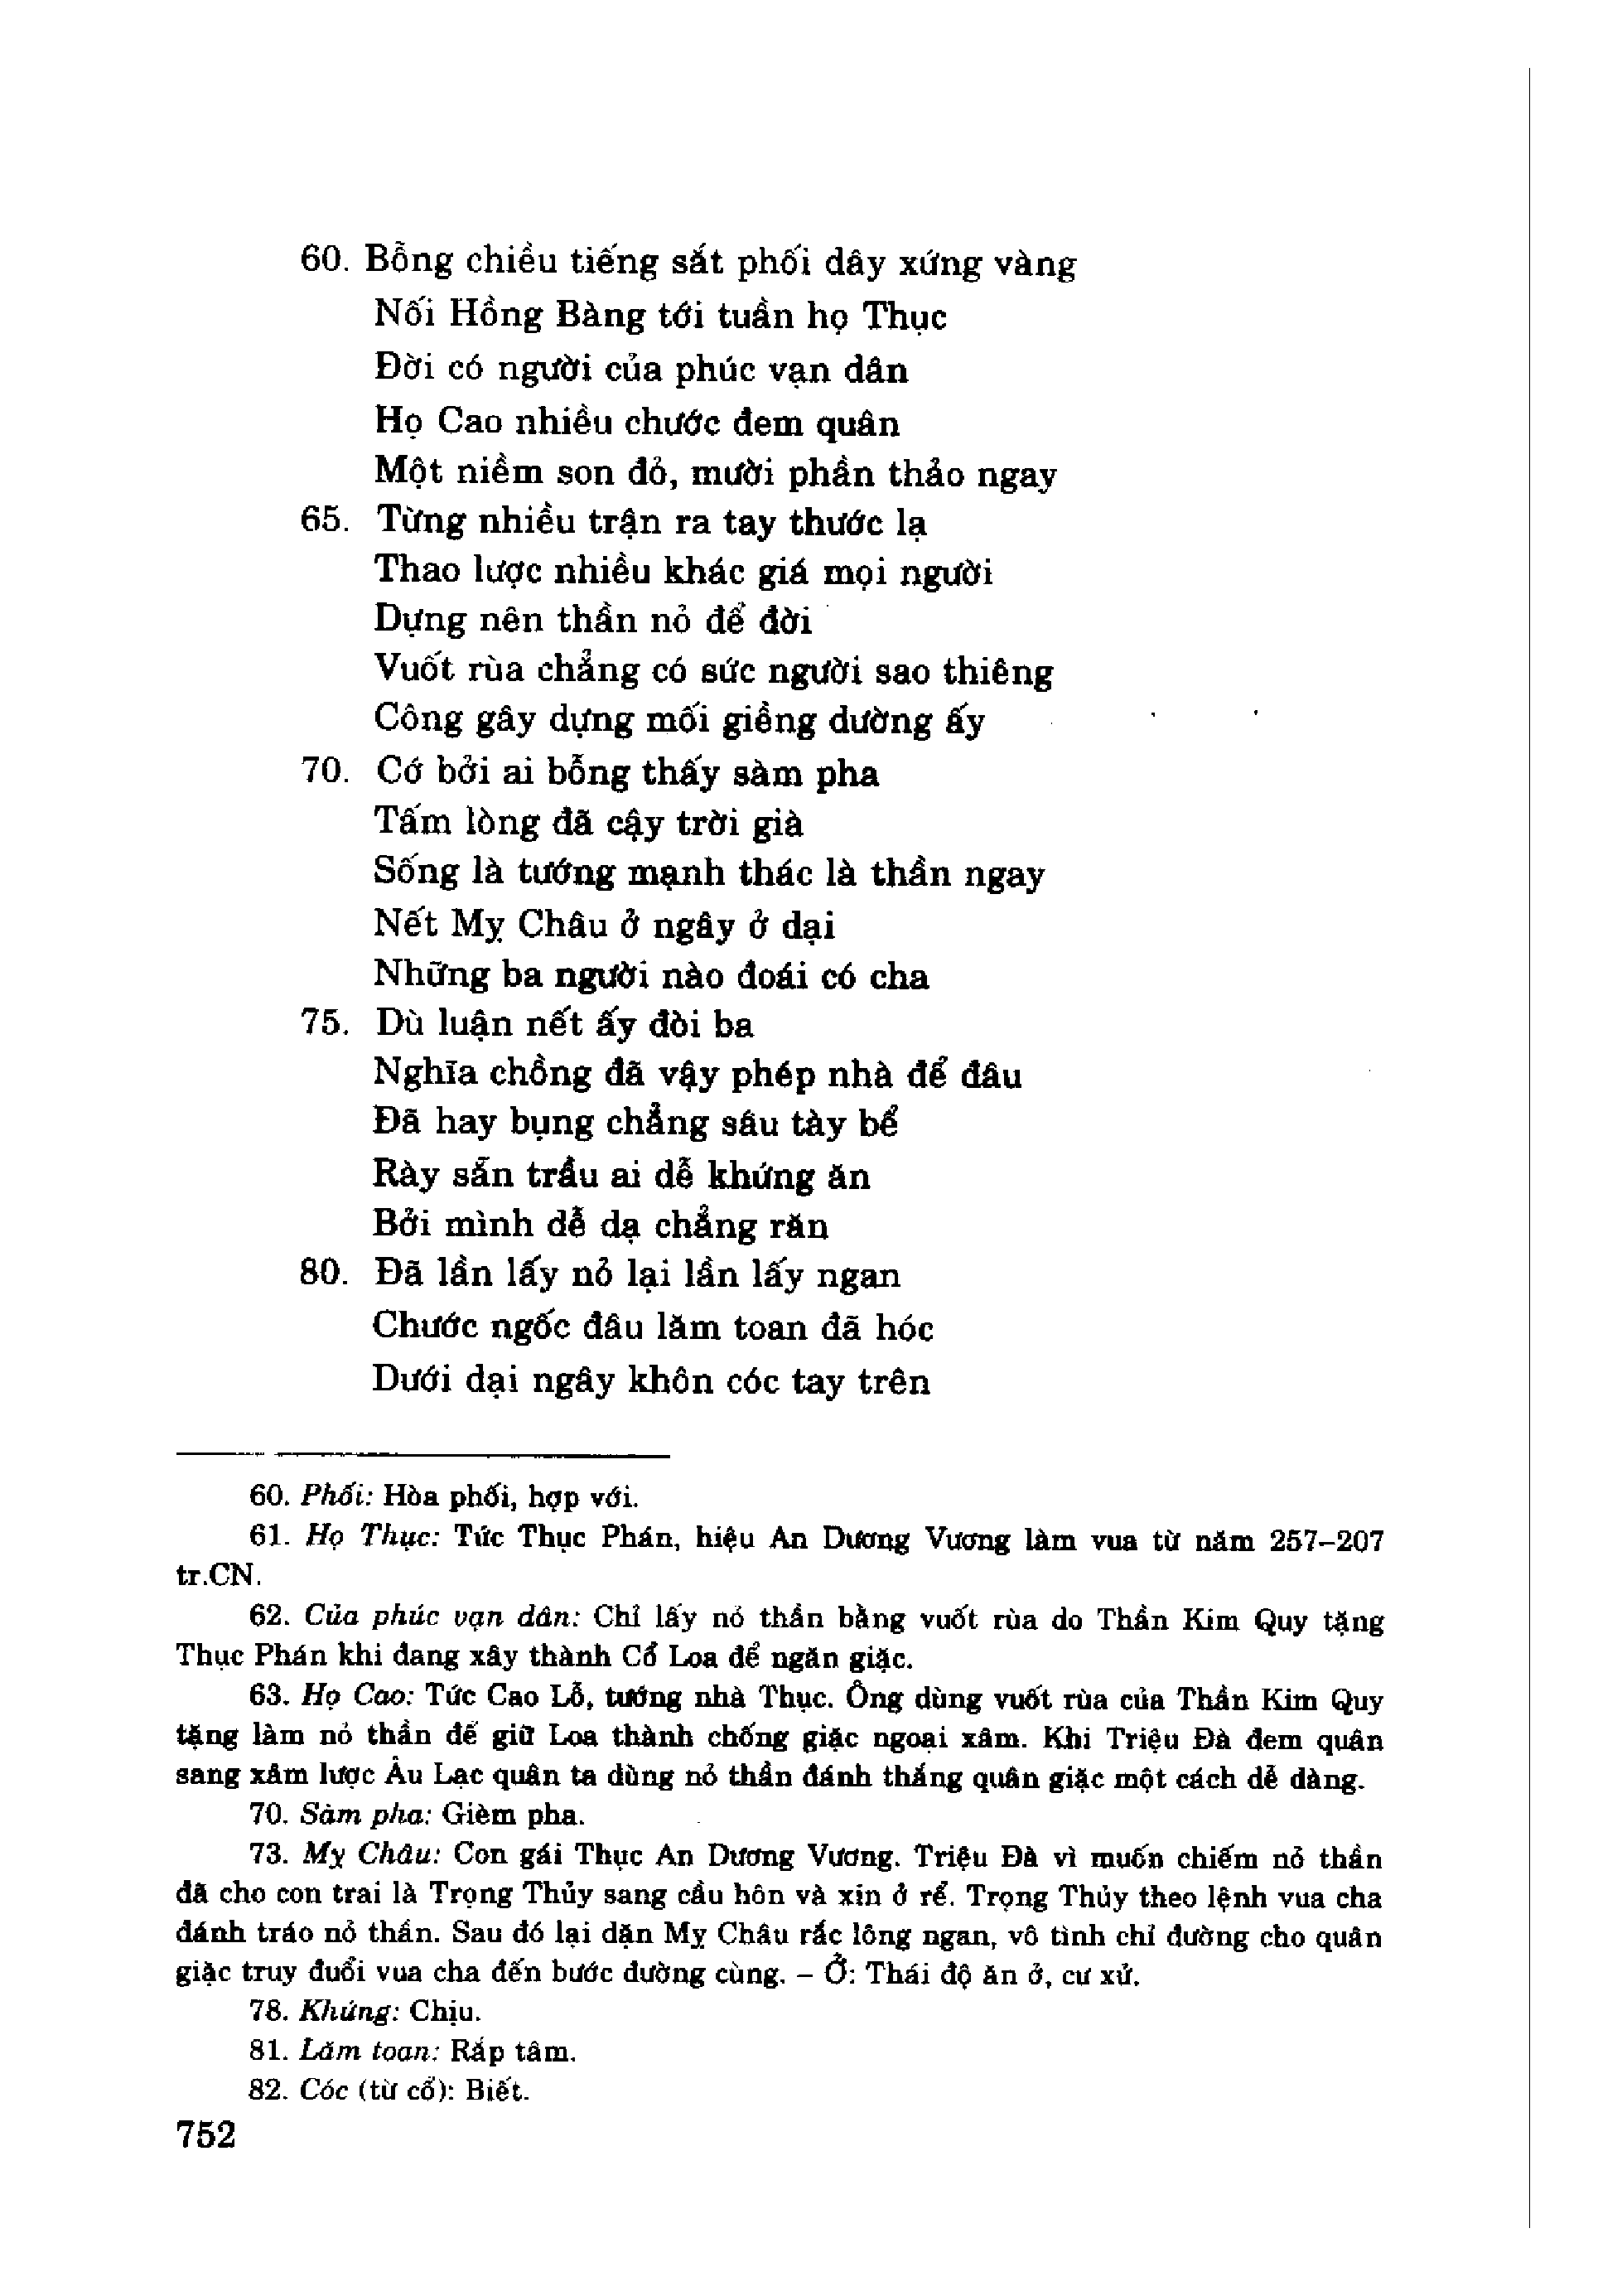 60. Bỗng chiều tiếng sắt phối dây xứng vàng
Nối Hồng Bàng tới tuần họ Thục
Đời có người của phúc vạn dân
Họ Cao nhiều chước đem quân
Một niềm son đỏ, mười phần thảo ngay
65. Từng nhiều trận ra tay thước lạ
Thao lược nhiều khác giá mọi người
Dựng nên thần nỏ để đời
Vuốt rùa chẳng có sức người sao thiêng
Công gây dựng mối giềng dường ấy
70. Cớ bởi ai bỗng thấy sàm pha
Tấm lòng đã cậy trời già
Sống là tướng mạnh thác là thần ngay
Nết Mỵ Châu ở ngây ở dại
Những ba người nào đoái có cha
75. Dù luận nết ấy đòi ba
Nghĩa chồng đã vậy phép nhà để đâu
Đã hay bụng chẳng sâu tày bể
Rày sẵn trầu ai dễ khứng ăn
Bởi mình dễ dạ chẳng răn
80. Đã lần lấy nỏ lại lần lấy ngan
Chước ngốc đâu lăm toan đã hóc
Dưới dại ngây khôn cóc tay trên
60. Phối: Hòa phối, hợp với.
61. Họ Thục: Tức Thục Phán, hiệu An Dương Vương làm vua từ năm 257–207
tr.CN.
62. Của phúc vạn dân: Chỉ lấy nỏ thần bằng vuốt rùa do Thần Kim Quy tặng
Thục Phán khi đang xây thành Cổ Loa để ngăn giặc.
63. Họ Cao: Tức Cao Lỗ, tướng nhà Thục. Ông dùng vuốt rùa của Thần Kim Quy
tặng làm nỏ thần để giữ Loa thành chống giặc ngoại xâm. Khi Triệu Đà đem quân
sang xâm lược Âu Lạc quân ta dùng nỏ thần đánh thắng quân giặc một cách dễ dàng.
70. Sàm pha: Gièm pha.
73. Mỵ Châu: Con gái Thục An Dương Vương. Triệu Đà vì muốn chiếm nỏ thần
đã cho con trai là Trọng Thủy sang cầu hôn và xin ở rể. Trọng Thủy theo lệnh vua cha
đánh tráo nỏ thần. Sau đó lại dặn Mỵ Châu rắc lông ngan, vô tình chỉ đường cho quân
giặc truy đuổi vua cha đến bước đường cùng. – Ở: Thái độ ăn ở, cư xử.
78. Khứng: Chịu.
81. Lăm toan: Rắp tâm.
82. Cóc (từ cổ): Biết.
752